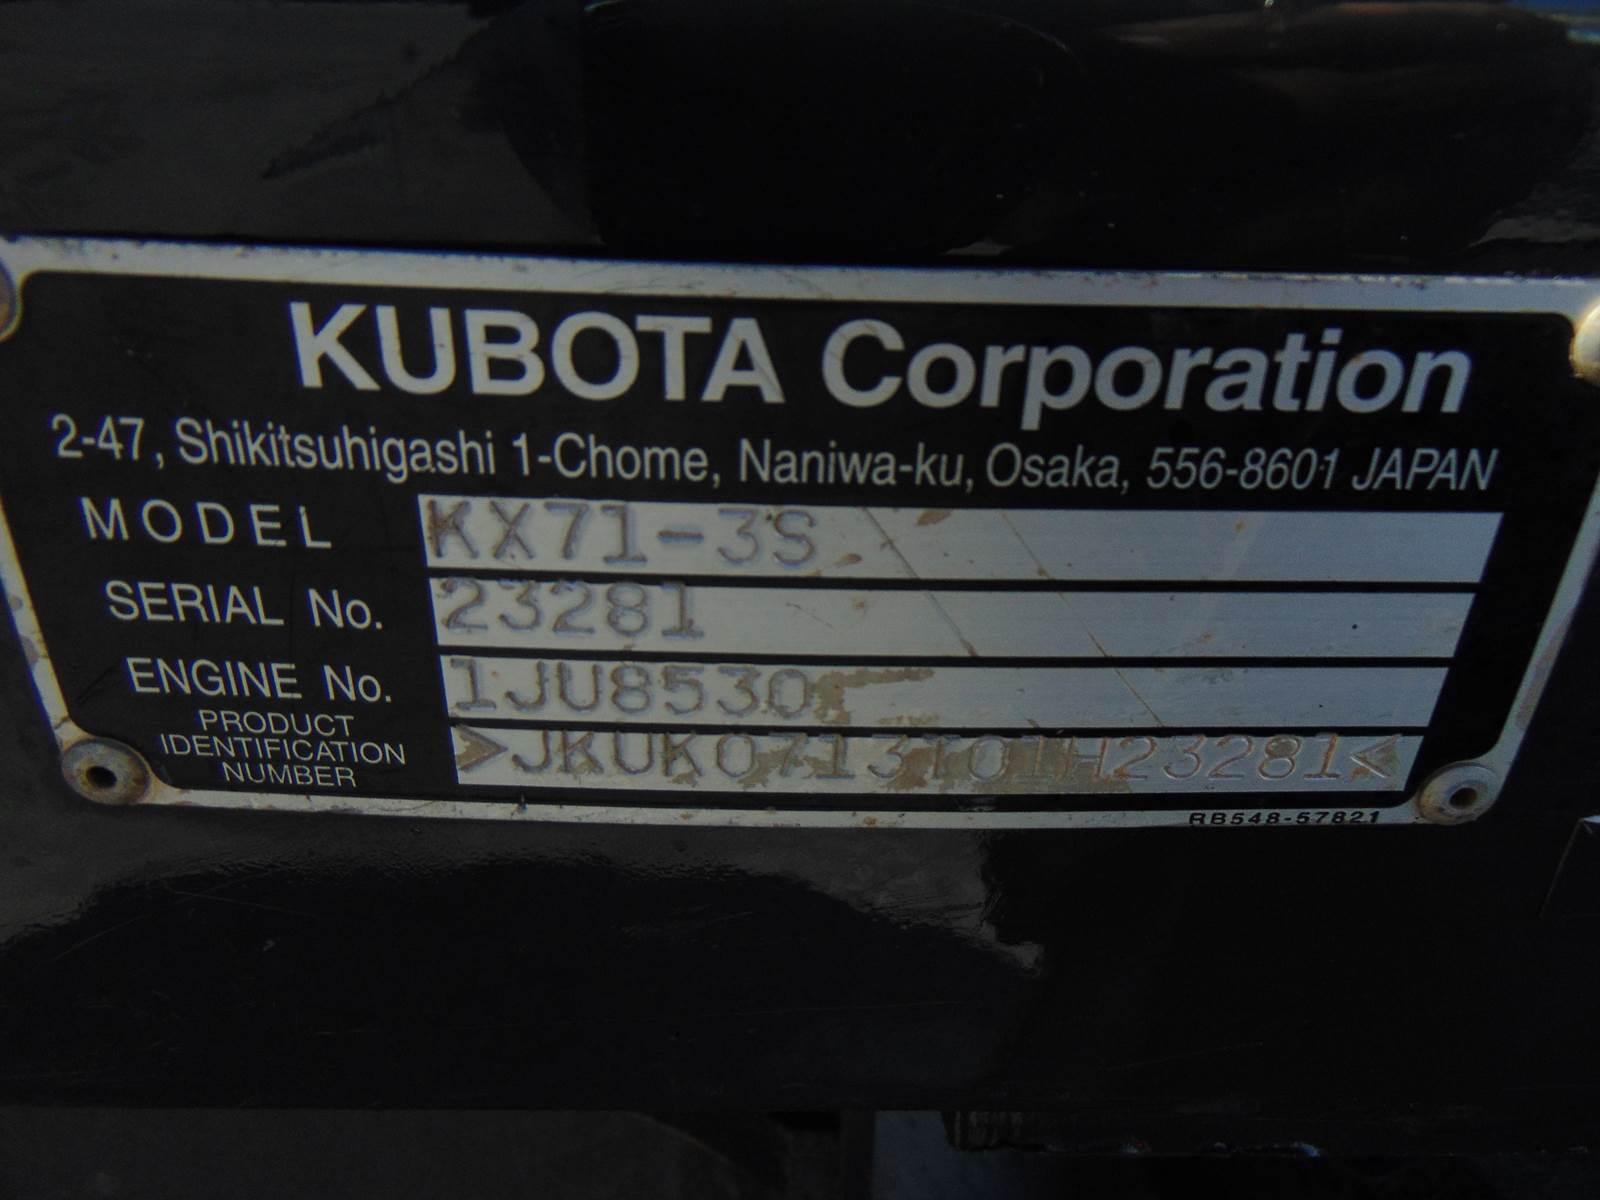 KUBOTA Corporation
2-47, Shikitsuhigashi 1-Chome, Naniwa-ku, Osaka, 556-8601 JAPAN
MODEL KX71-3S
SERIAL No. 23281
ENGINE No. 1JU8530
PRODUCT
IDENTIFICATION
NUMBER >JKUK0713T01H23281<
RB548-57821